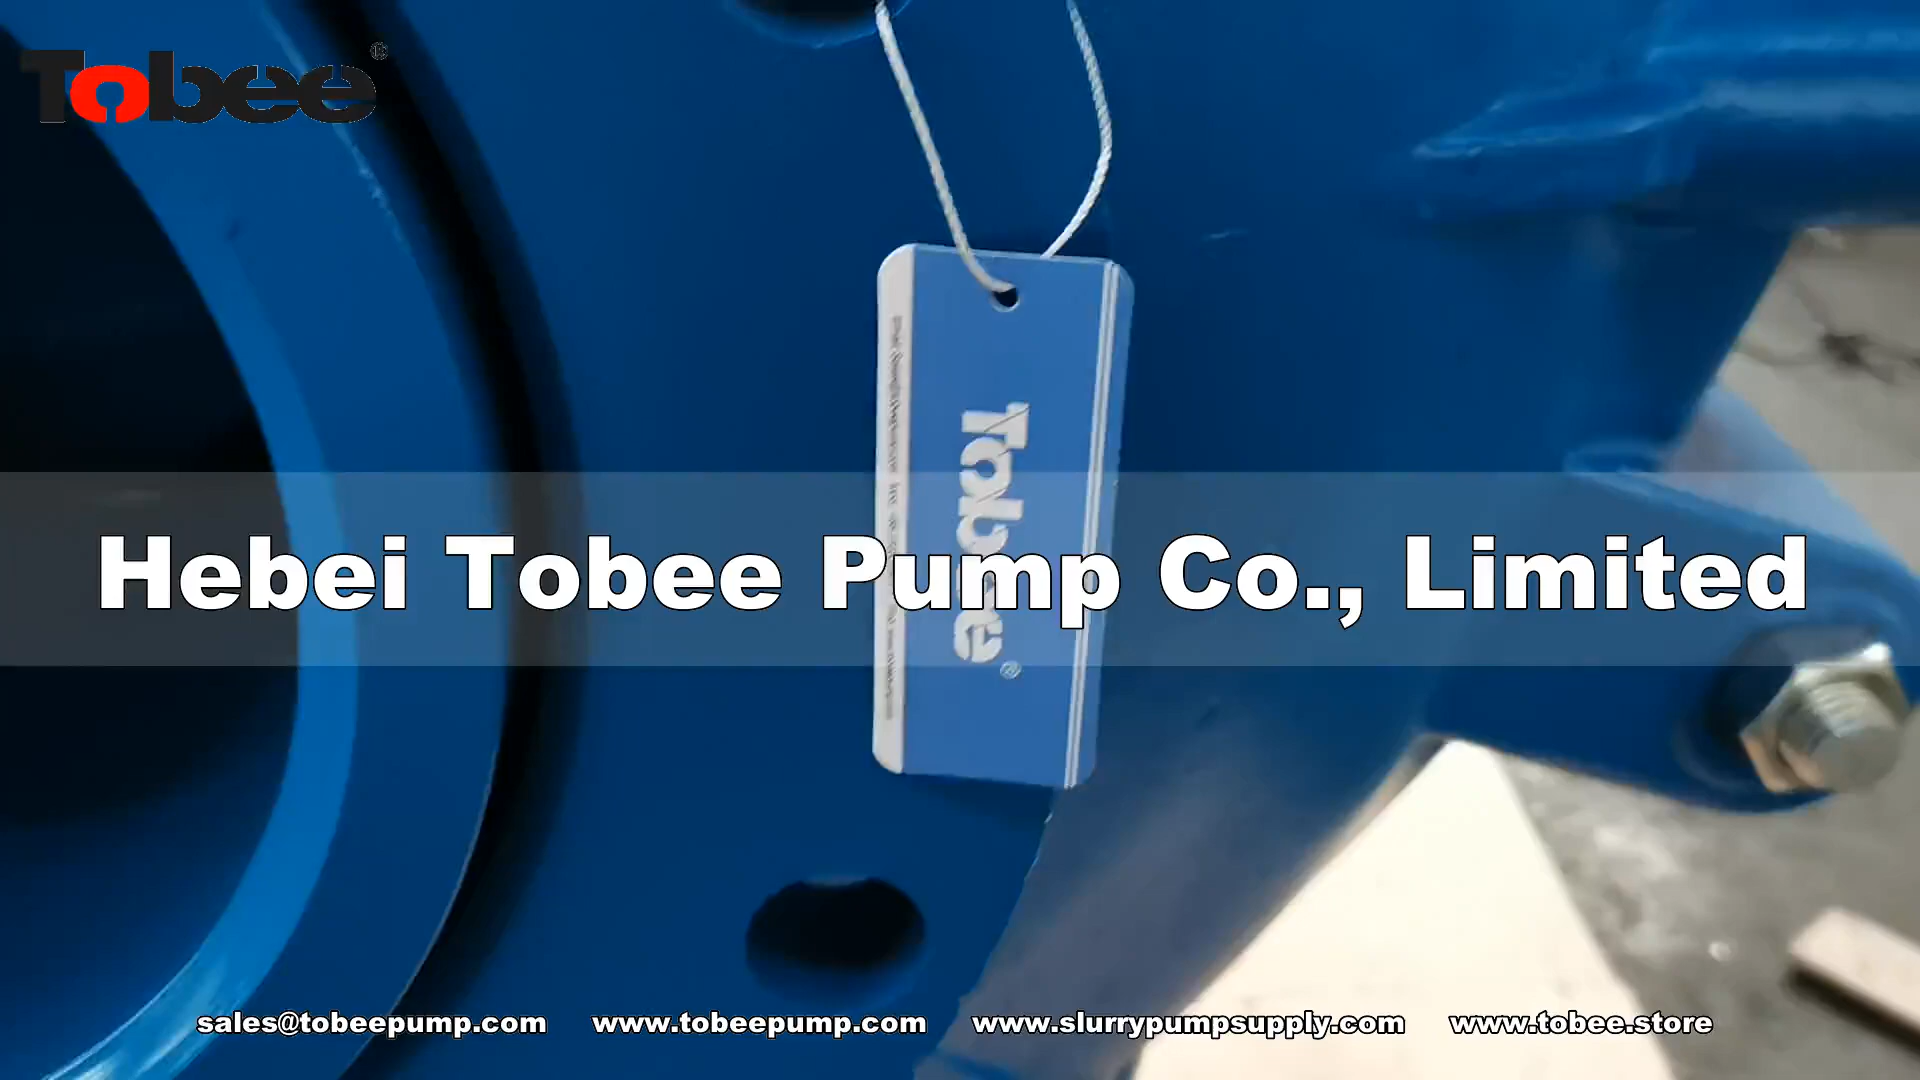 Tobee®
Tobee®
Hebei Tobee Pump Co., Limited
sales@tobeepump.com www.tobeepump.com www.slurrypumpsupply.com www.tobee.store